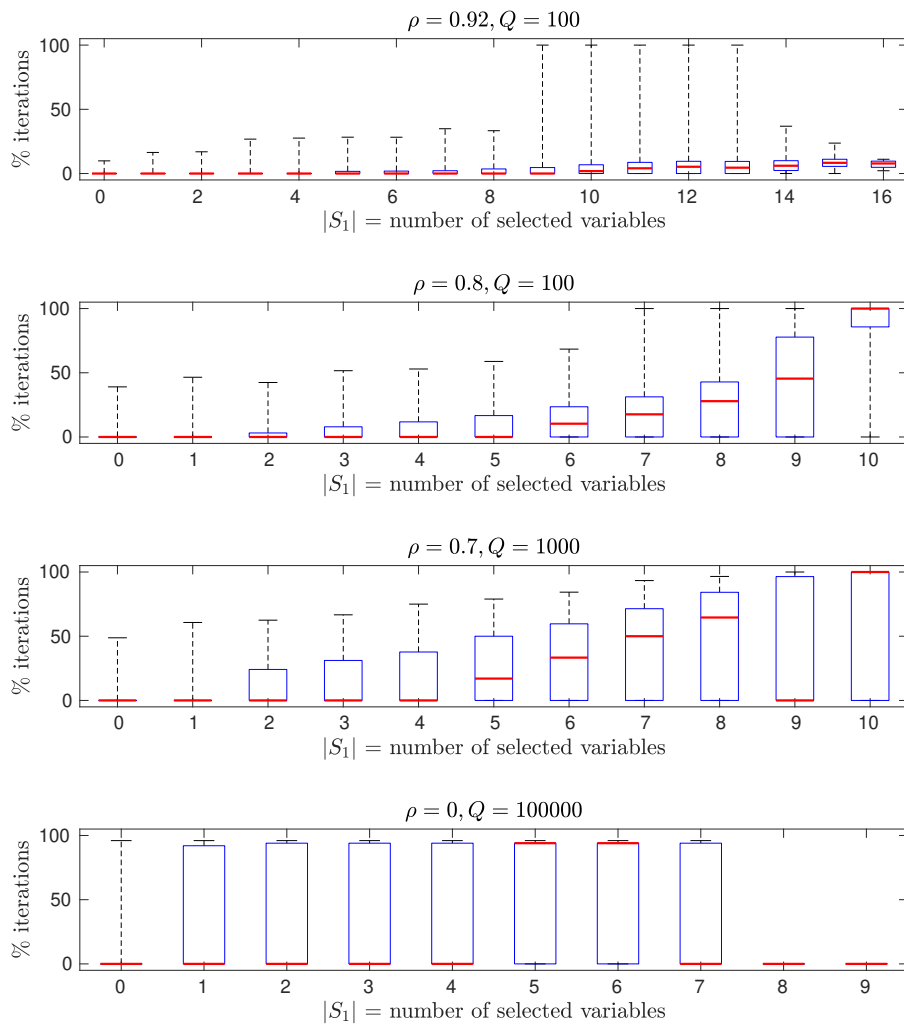 ρ = 0.92, Q = 100
100
50
0
% iterations
0 2 4 6 8 10 12 14 16
|S₁| = number of selected variables
ρ = 0.8, Q = 100
100
50
0
% iterations
0 1 2 3 4 5 6 7 8 9 10
|S₁| = number of selected variables
ρ = 0.7, Q = 1000
100
50
0
% iterations
0 1 2 3 4 5 6 7 8 9 10
|S₁| = number of selected variables
ρ = 0, Q = 100000
100
50
0
% iterations
0 1 2 3 4 5 6 7 8 9
|S₁| = number of selected variables